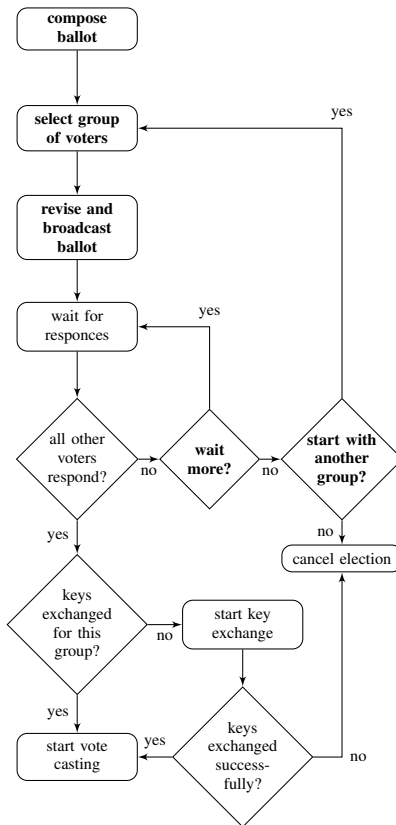 compose
ballot
yes
select group
of voters
revise and
broadcast
ballot
yes
wait for
responces
all other
voters
respond?
no
wait
more?
no
start with
another
group?
yes
no
cancel election
keys
exchanged
for this
group?
no
start key
exchange
yes
start vote
casting
yes
keys
exchanged
success-
fully?
no